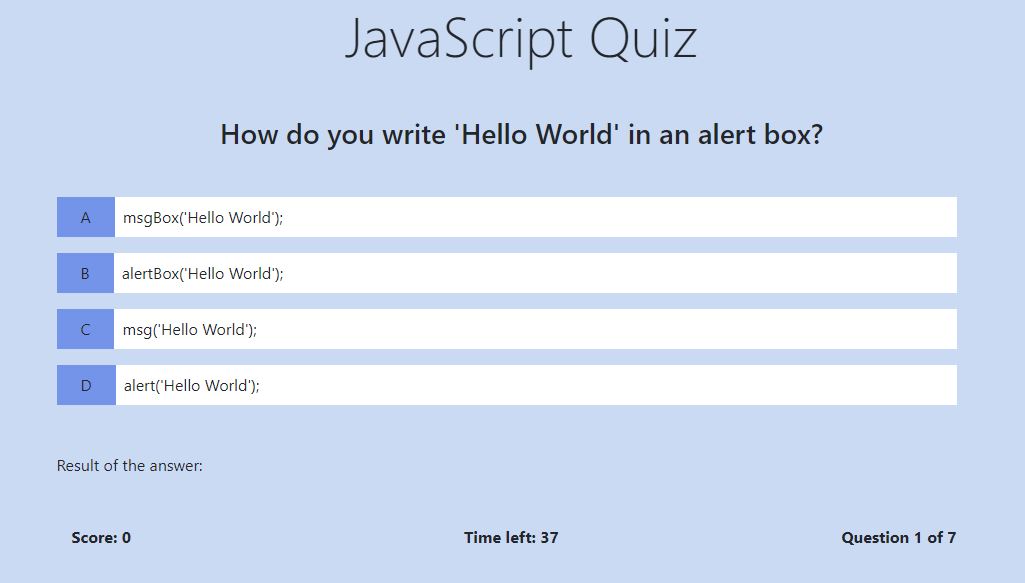 JavaScript Quiz
How do you write 'Hello World' in an alert box?
A msgBox('Hello World');
B alertBox('Hello World');
C msg('Hello World');
D alert('Hello World');
Result of the answer:
Score: 0 Time left: 37 Question 1 of 7